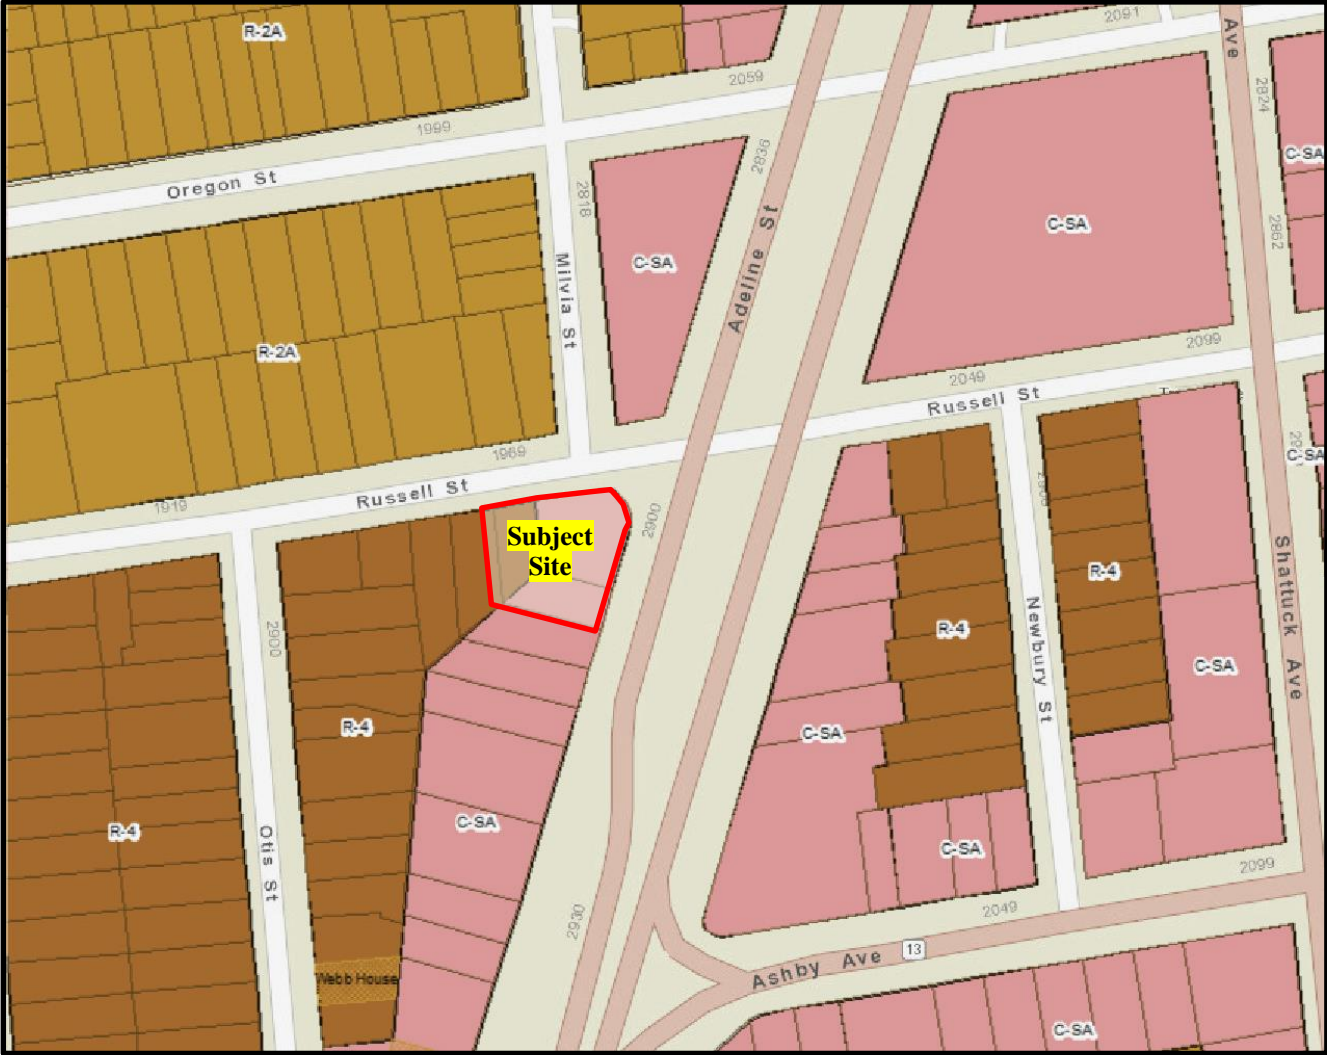 R-2A
2091
Ave
2059
2824
1999
2836
C-SA
Oregon St
2818
Adeline St
C-SA
2862
C-SA
Milvia St
R-2A
2099
2049
Russell St
1969
C-SA
Russell St
1919
2900
Subject
Site
Shattuck Ave
R-4
Newbury St
2900
R-4
C-SA
R-4
C-SA
C-SA
R-4
Otis St
C-SA
2099
2049
2930
Ashby Ave
13
Webb House
C-SA